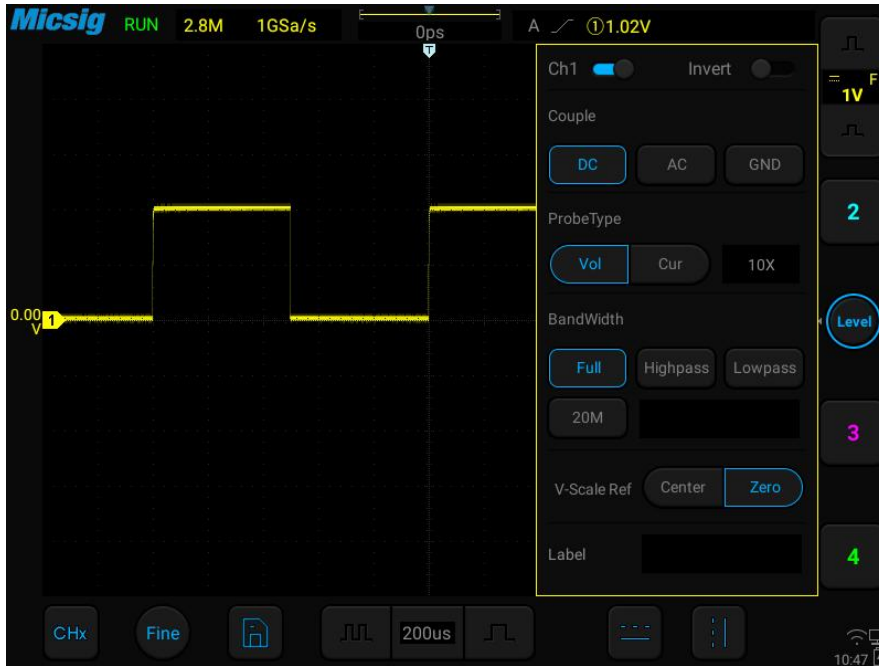 Micsig RUN 2.8M 1GSa/s 0ps A ①1.02V
T
Ch1 Invert
F
1V
Couple
DC AC GND
ProbeType
2
Vol Cur 10X
0.00 V 1
BandWidth
Level
Full Highpass Lowpass
20M
3
V-Scale Ref Center Zero
Label
4
CHx Fine 200us
10:47